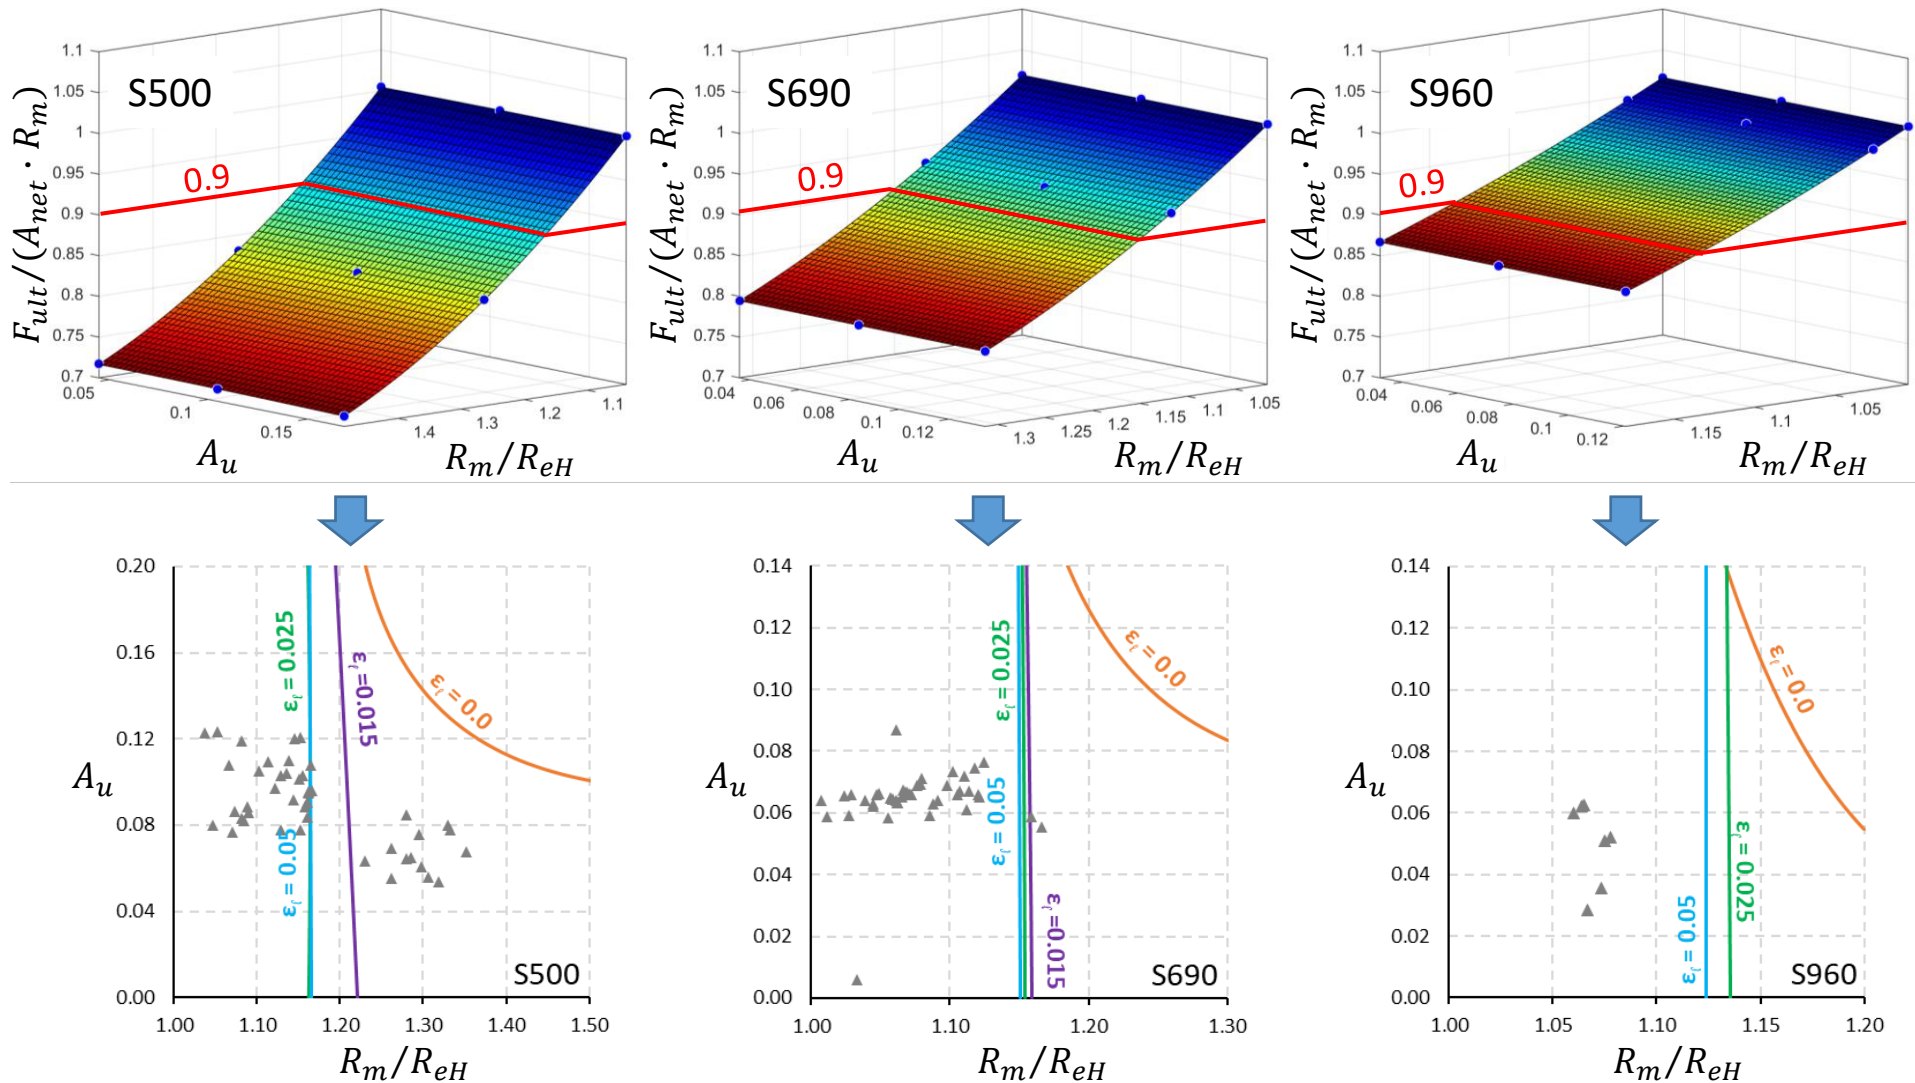 S500
F_ult/(A_net · R_m)
1.1
1.05
1
0.95
0.9
0.85
0.8
0.75
0.7
0.9
0.05
0.1
0.15
1.4
1.3
1.2
1.1
A_u
R_m/R_eH
S690
F_ult/(A_net · R_m)
1.1
1.05
1
0.95
0.9
0.85
0.8
0.75
0.7
0.9
0.04
0.06
0.08
0.1
0.12
1.3
1.25
1.2
1.15
1.1
1.05
A_u
R_m/R_eH
S960
F_ult/(A_net · R_m)
1.1
1.05
1
0.95
0.9
0.85
0.8
0.75
0.7
0.9
0.04
0.06
0.08
0.1
0.12
1.15
1.1
1.05
A_u
R_m/R_eH
0.20
0.16
0.12
0.08
0.04
0.00
A_u
ε_ℓ = 0.025
ε_ℓ = 0.05
ε_ℓ =0.015
ε_ℓ = 0.0
S500
1.00 1.10 1.20 1.30 1.40 1.50
R_m/R_eH
0.14
0.12
0.10
0.08
0.06
0.04
0.02
0.00
A_u
ε_ℓ = 0.025
ε_ℓ = 0.05
ε_ℓ =0.015
ε_ℓ = 0.0
S690
1.00 1.10 1.20 1.30
R_m/R_eH
0.14
0.12
0.10
0.08
0.06
0.04
0.02
0.00
A_u
ε_ℓ = 0.0
ε_ℓ = 0.025
ε_ℓ = 0.05
S960
1.00 1.05 1.10 1.15 1.20
R_m/R_eH